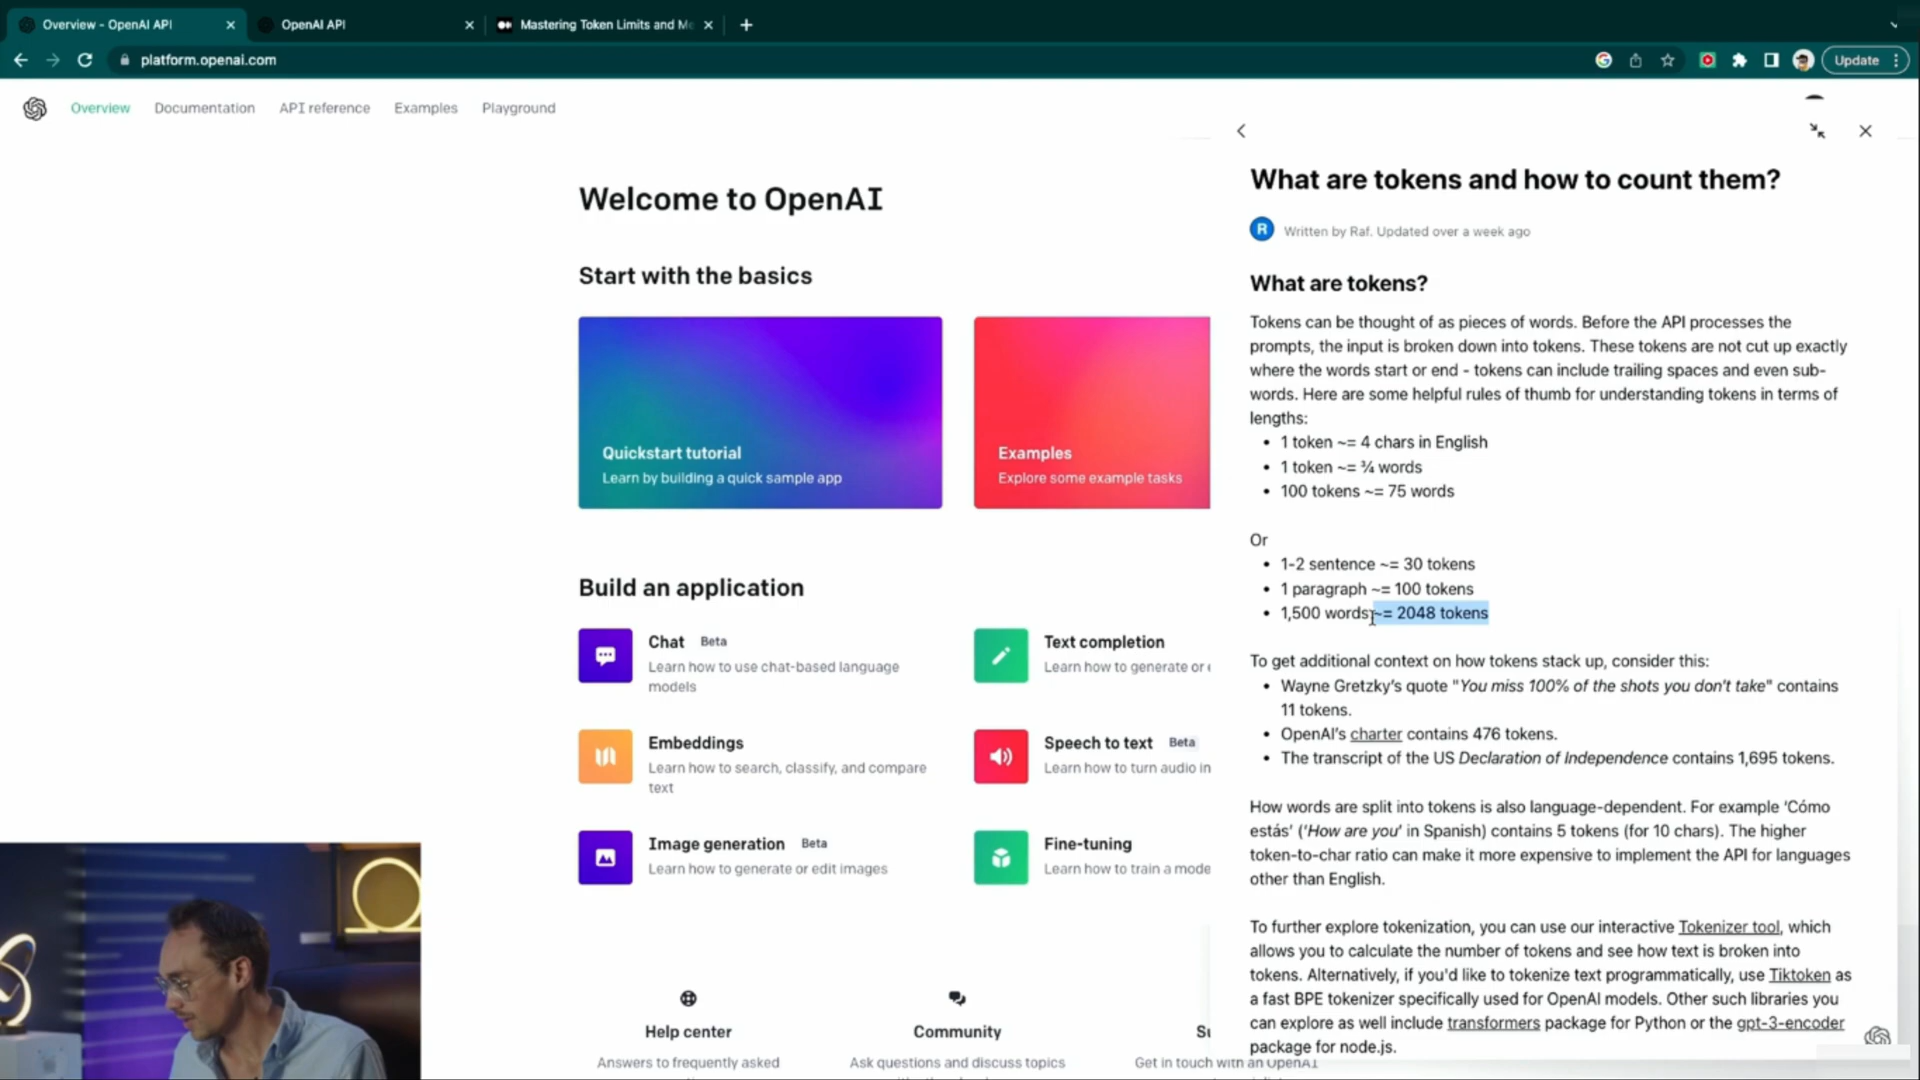 Overview - OpenAI API
OpenAI API
Mastering Token Limits and Me
platform.openai.com
Update
Overview
Documentation
API reference
Examples
Playground
Welcome to OpenAI
Start with the basics
Quickstart tutorial
Learn by building a quick sample app
Examples
Explore some example tasks
Build an application
Chat Beta
Learn how to use chat-based language
models
Text completion
Learn how to generate or e
Embeddings
Learn how to search, classify, and compare
text
Speech to text Beta
Learn how to turn audio in
Image generation Beta
Learn how to generate or edit images
Fine-tuning
Learn how to train a mode
Help center
Answers to frequently asked
Community
Ask questions and discuss topics
Su
Get in touch with an OpenAI
What are tokens and how to count them?
R
Written by Raf. Updated over a week ago
What are tokens?
Tokens can be thought of as pieces of words. Before the API processes the
prompts, the input is broken down into tokens. These tokens are not cut up exactly
where the words start or end - tokens can include trailing spaces and even sub-
words. Here are some helpful rules of thumb for understanding tokens in terms of
lengths:
• 1 token ~= 4 chars in English
• 1 token ~= ¾ words
• 100 tokens ~= 75 words
Or
• 1-2 sentence ~= 30 tokens
• 1 paragraph ~= 100 tokens
• 1,500 words ~= 2048 tokens
To get additional context on how tokens stack up, consider this:
• Wayne Gretzky's quote "You miss 100% of the shots you don't take" contains
11 tokens.
• OpenAI's charter contains 476 tokens.
• The transcript of the US Declaration of Independence contains 1,695 tokens.
How words are split into tokens is also language-dependent. For example ‘Cómo
estás’ (‘How are you’ in Spanish) contains 5 tokens (for 10 chars). The higher
token-to-char ratio can make it more expensive to implement the API for languages
other than English.
To further explore tokenization, you can use our interactive Tokenizer tool, which
allows you to calculate the number of tokens and see how text is broken into
tokens. Alternatively, if you'd like to tokenize text programmatically, use Tiktoken as
a fast BPE tokenizer specifically used for OpenAI models. Other such libraries you
can explore as well include transformers package for Python or the gpt-3-encoder
package for node.js.